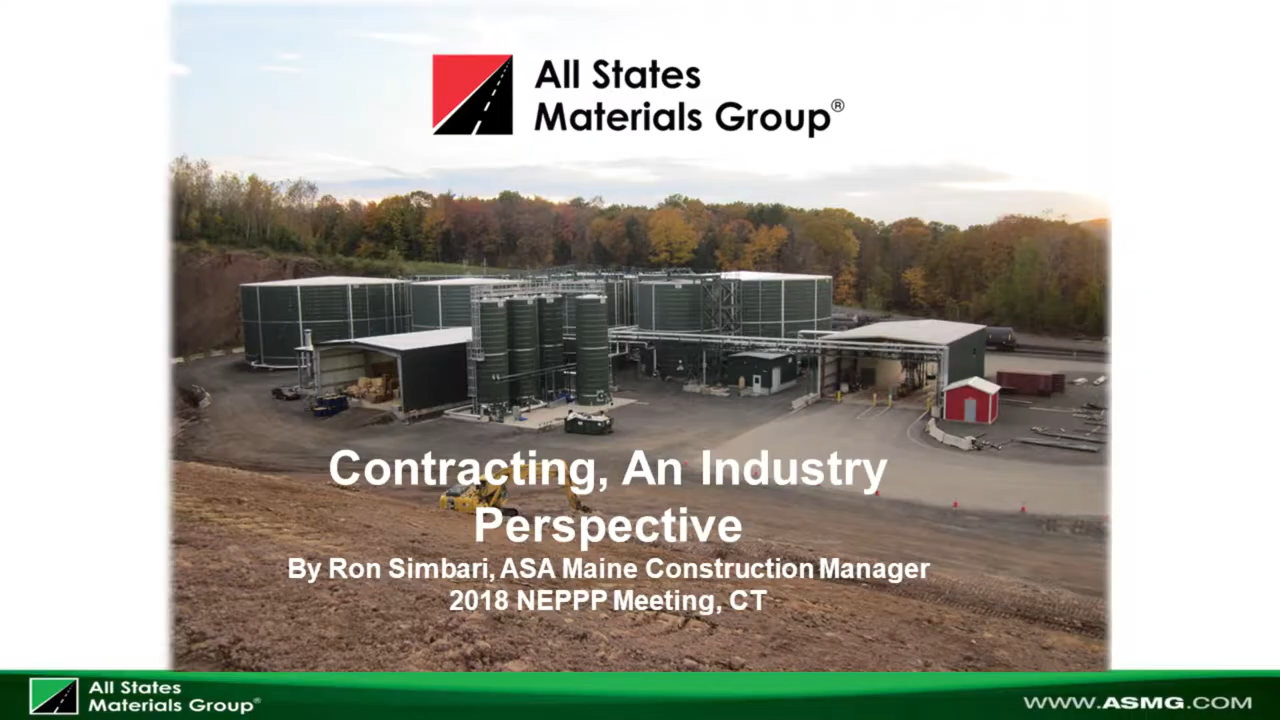 All States
Materials Group®
Contracting, An Industry
Perspective
By Ron Simbari, ASA Maine Construction Manager
2018 NEPPP Meeting, CT
All States
Materials Group®
WWW.ASMG.COM